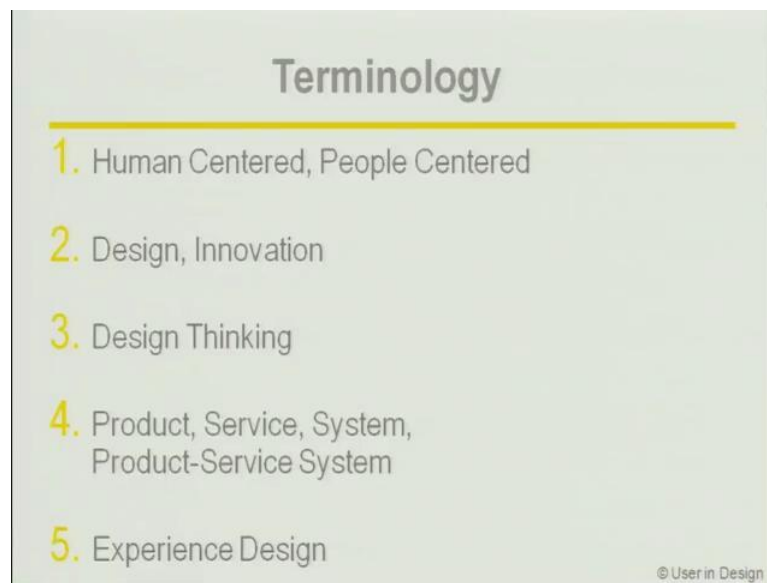 Terminology
1. Human Centered, People Centered
2. Design, Innovation
3. Design Thinking
4. Product, Service, System,
Product-Service System
5. Experience Design
© User in Design